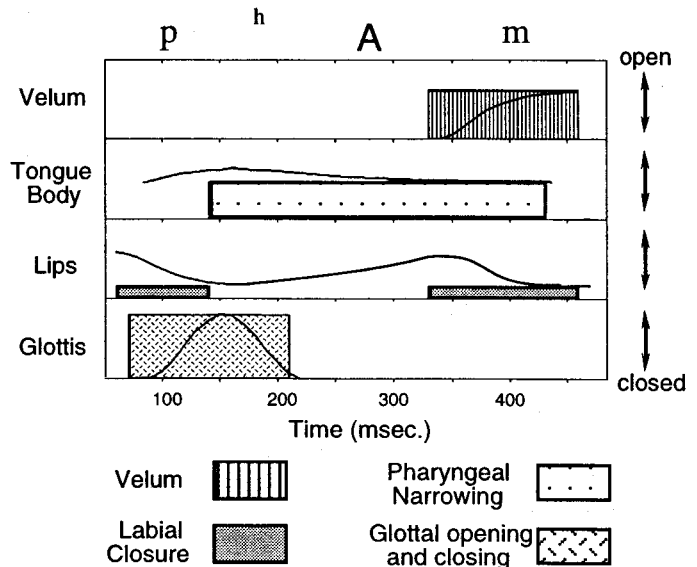 p h A m
open
Velum
Tongue
Body
Lips
Glottis
closed
100 200 300 400
Time (msec.)
Velum
Pharyngeal
Narrowing
Labial
Closure
Glottal opening
and closing